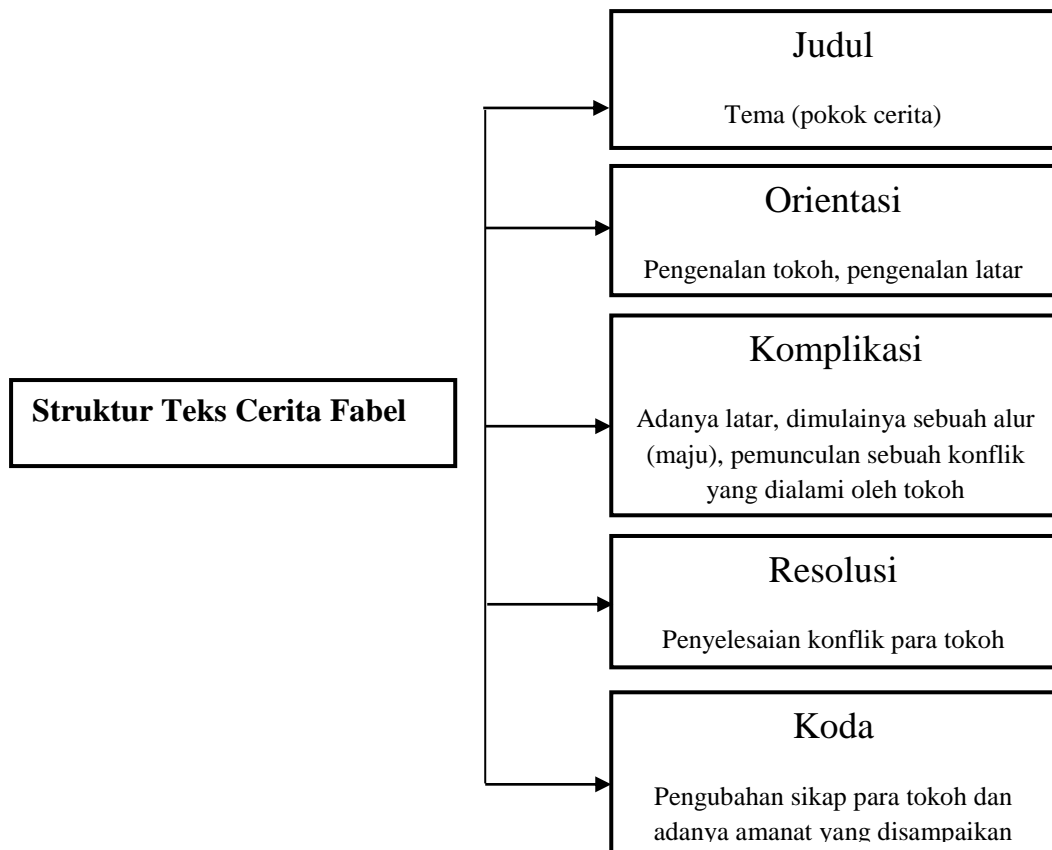 Judul
Tema (pokok cerita)
Orientasi
Pengenalan tokoh, pengenalan latar
Komplikasi
Adanya latar, dimulainya sebuah alur
(maju), pemunculan sebuah konflik
yang dialami oleh tokoh
Struktur Teks Cerita Fabel
Resolusi
Penyelesaian konflik para tokoh
Koda
Pengubahan sikap para tokoh dan
adanya amanat yang disampaikan